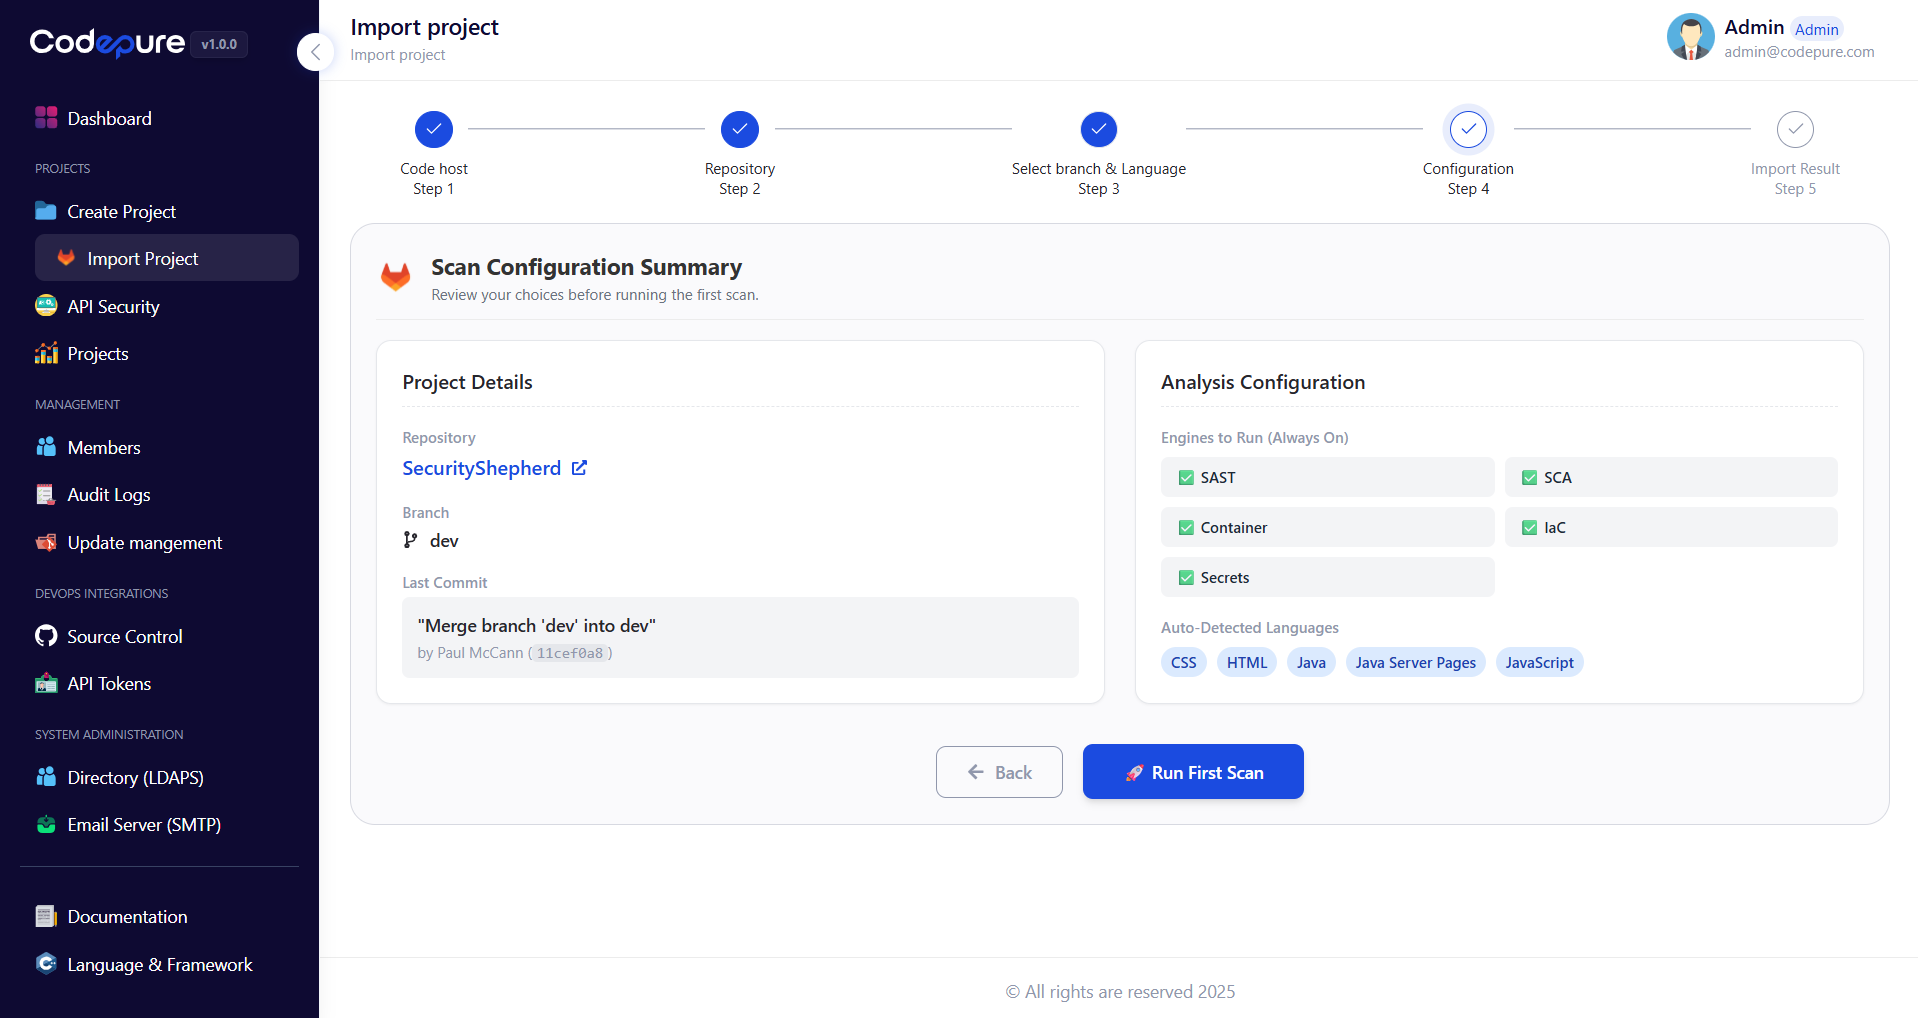 Codepure v1.0.0
Dashboard
PROJECTS
Create Project
Import Project
API Security
Projects
MANAGEMENT
Members
Audit Logs
Update mangement
DEVOPS INTEGRATIONS
Source Control
API Tokens
SYSTEM ADMINISTRATION
Directory (LDAPS)
Email Server (SMTP)
Documentation
Language & Framework
Import project
Import project
Admin Admin
admin@codepure.com
Code host
Step 1
Repository
Step 2
Select branch & Language
Step 3
Configuration
Step 4
Import Result
Step 5
Scan Configuration Summary
Review your choices before running the first scan.
Project Details
Repository
SecurityShepherd
Branch
dev
Last Commit
"Merge branch 'dev' into dev"
by Paul McCann (11cef0a8)
Analysis Configuration
Engines to Run (Always On)
SAST
SCA
Container
IaC
Secrets
Auto-Detected Languages
CSS HTML Java Java Server Pages JavaScript
Back
Run First Scan
© All rights are reserved 2025